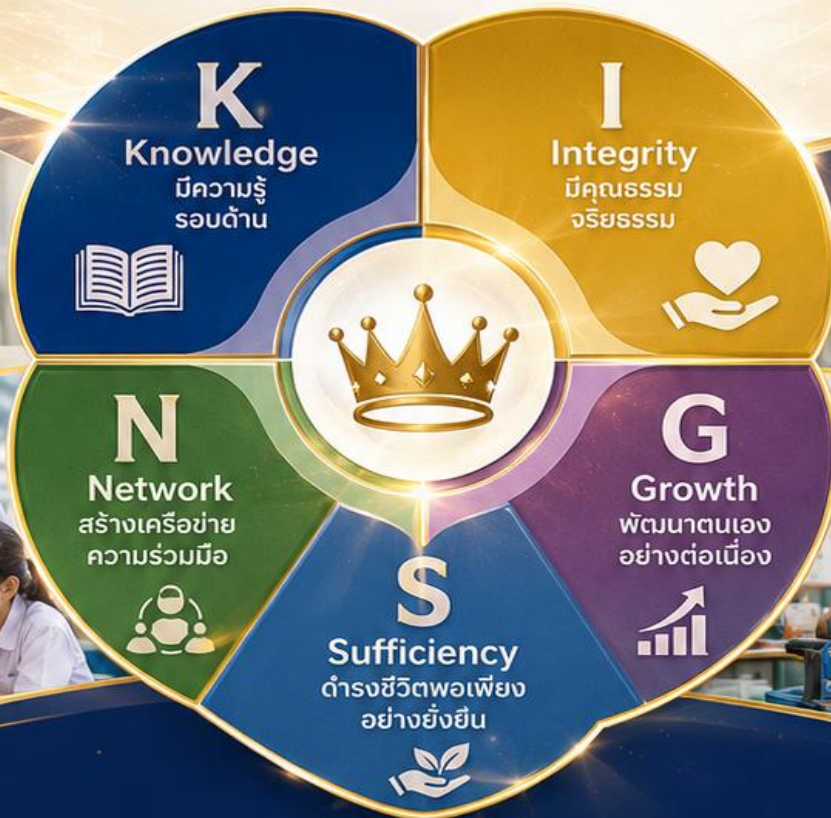 K
Knowledge
มีความรู้
รอบด้าน
I
Integrity
มีคุณธรรม
จริยธรรม
N
Network
สร้างเครือข่าย
ความร่วมมือ
G
Growth
พัฒนาตนเอง
อย่างต่อเนื่อง
S
Sufficiency
ดำรงชีวิตพอเพียง
อย่างยั่งยืน